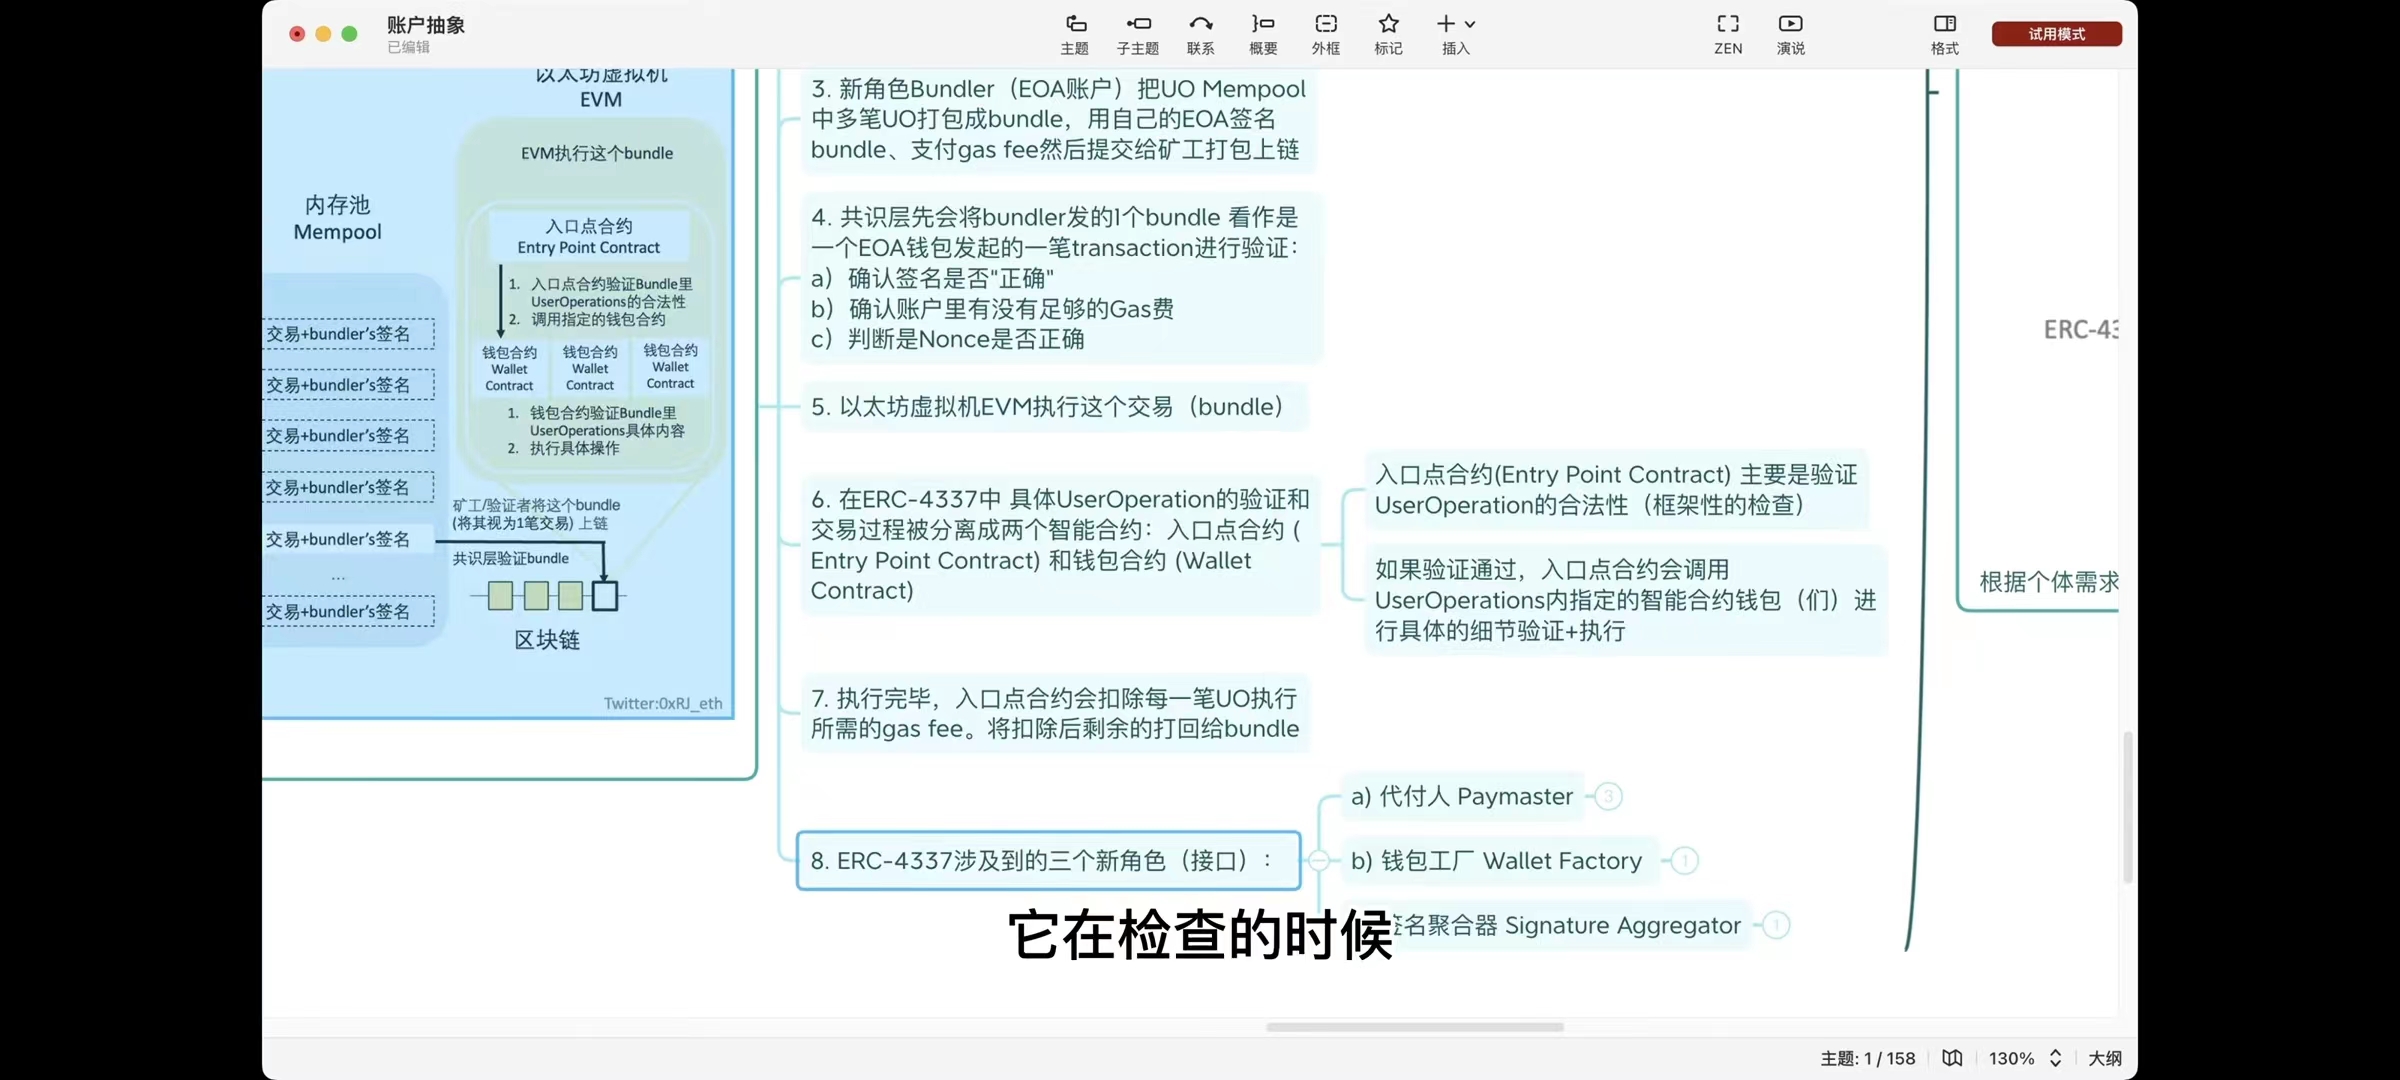 账户抽象
已编辑
主题
子主题
联系
概要
外框
标记
插入
ZEN
演说
格式
试用模式
以太坊虚拟机
EVM
EVM执行这个bundle
内存池
Mempool
入口点合约
Entry Point Contract
1. 入口点合约验证Bundle里
UserOperations的合法性
2. 调用指定的钱包合约
钱包合约
Wallet
Contract
钱包合约
Wallet
Contract
钱包合约
Wallet
Contract
1. 钱包合约验证Bundle里
UserOperations具体内容
2. 执行具体操作
交易+bundler's签名
交易+bundler's签名
交易+bundler's签名
交易+bundler's签名
交易+bundler's签名
...
交易+bundler's签名
矿工/验证者将这个bundle
(将其视为1笔交易) 上链
共识层验证bundle
区块链
Twitter:0xRJ_eth
3. 新角色Bundler（EOA账户）把UO Mempool
中多笔UO打包成bundle，用自己的EOA签名
bundle、支付gas fee然后提交给矿工打包上链
4. 共识层先会将bundler发的1个bundle 看作是
一个EOA钱包发起的一笔transaction进行验证：
a）确认签名是否"正确"
b）确认账户里有没有足够的Gas费
c）判断是Nonce是否正确
5. 以太坊虚拟机EVM执行这个交易（bundle）
6. 在ERC-4337中 具体UserOperation的验证和
交易过程被分离成两个智能合约：入口点合约 (
Entry Point Contract) 和钱包合约 (Wallet
Contract)
入口点合约(Entry Point Contract) 主要是验证
UserOperation的合法性（框架性的检查）
如果验证通过，入口点合约会调用
UserOperations内指定的智能合约钱包（们）进
行具体的细节验证+执行
7. 执行完毕，入口点合约会扣除每一笔UO执行
所需的gas fee。将扣除后剩余的打回给bundle
8. ERC-4337涉及到的三个新角色（接口）：
a) 代付人 Paymaster
3
b) 钱包工厂 Wallet Factory
1
签名聚合器 Signature Aggregator
1
ERC-43
根据个体需求
它在检查的时候
主题: 1 / 158
130%
大纲